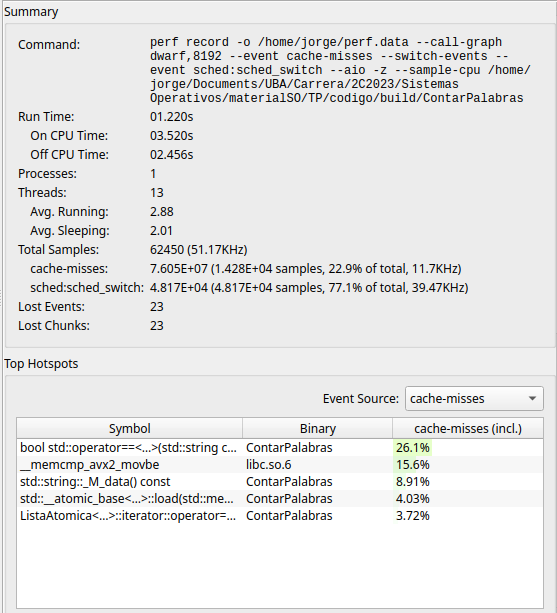 Summary
Command: perf record -o /home/jorge/perf.data --call-graph
dwarf,8192 --event cache-misses --switch-events --
event sched:sched_switch --aio -z --sample-cpu /home/
jorge/Documents/UBA/Carrera/2C2023/Sistemas
Operativos/materialSO/TP/codigo/build/ContarPalabras
Run Time: 01.220s
On CPU Time: 03.520s
Off CPU Time: 02.456s
Processes: 1
Threads: 13
Avg. Running: 2.88
Avg. Sleeping: 2.01
Total Samples: 62450 (51.17KHz)
cache-misses: 7.605E+07 (1.428E+04 samples, 22.9% of total, 11.7KHz)
sched:sched_switch: 4.817E+04 (4.817E+04 samples, 77.1% of total, 39.47KHz)
Lost Events: 23
Lost Chunks: 23
Top Hotspots
Event Source: cache-misses
Symbol Binary cache-misses (incl.)
bool std::operator==<...>(std::string c... ContarPalabras 26.1%
__memcmp_avx2_movbe libc.so.6 15.6%
std::string::_M_data() const ContarPalabras 8.91%
std::__atomic_base<...>::load(std::me... ContarPalabras 4.03%
ListaAtomica<...>::iterator::operator=... ContarPalabras 3.72%